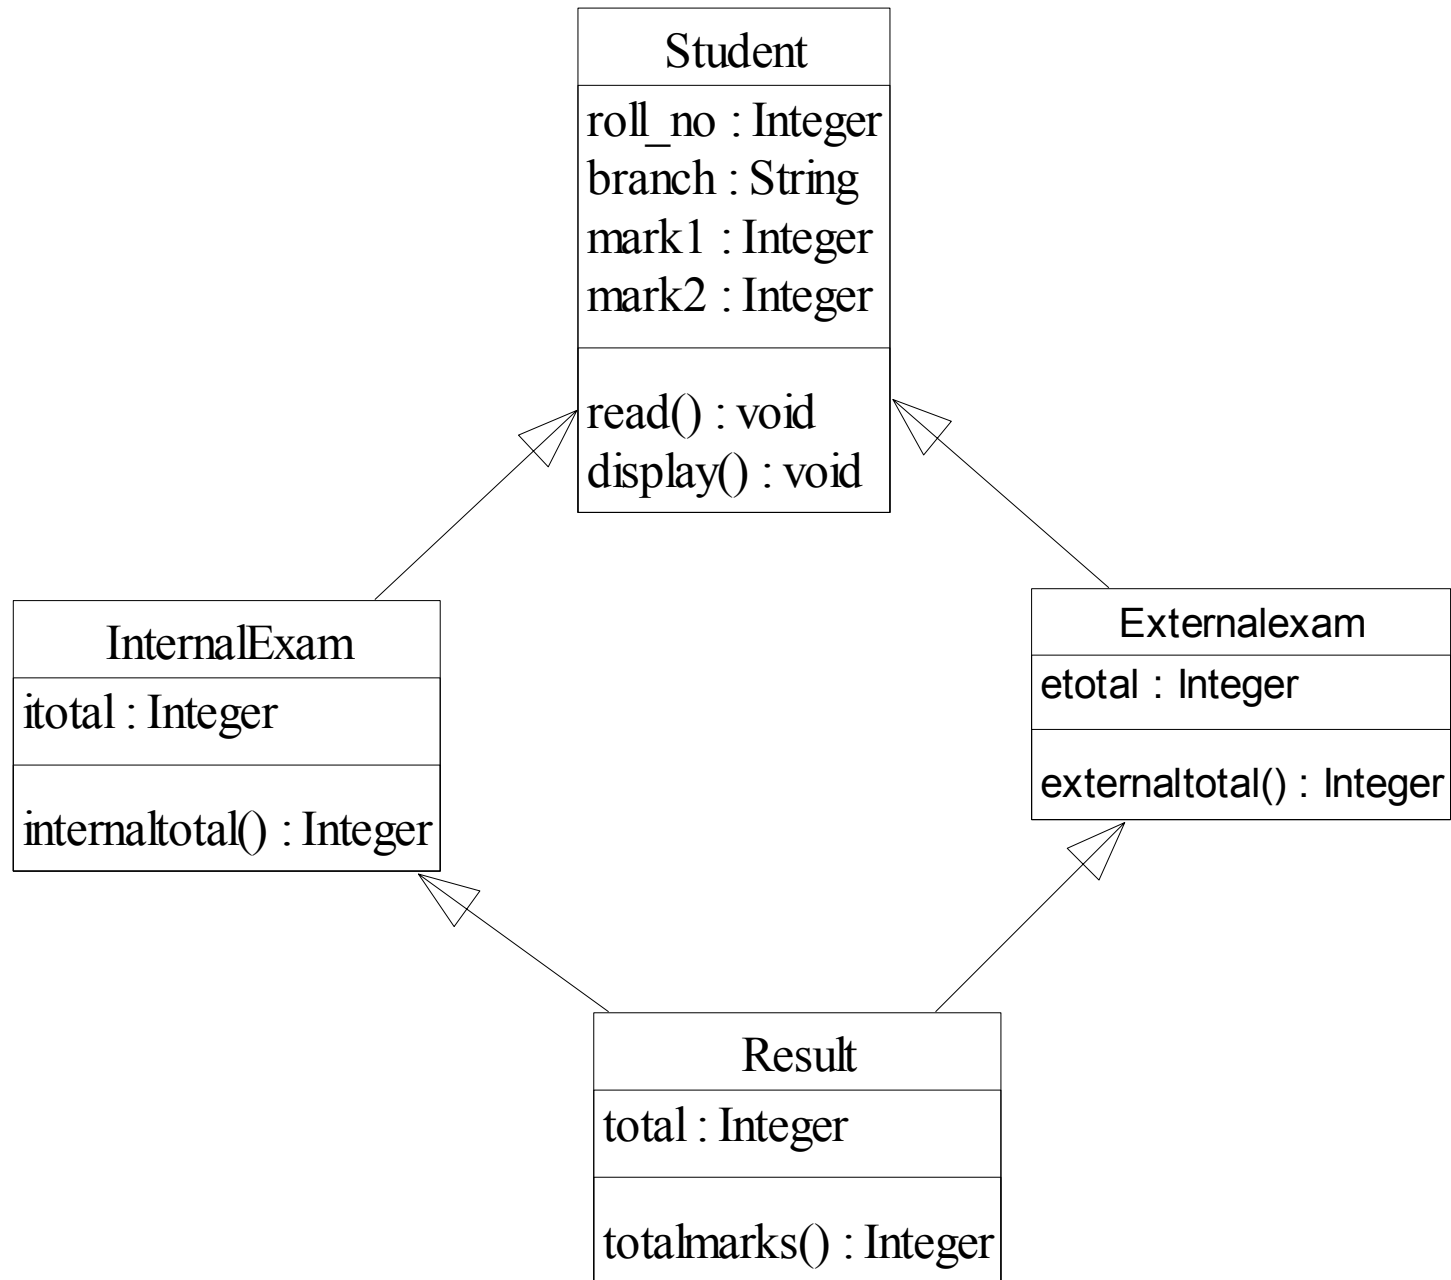 Student
roll_no : Integer
branch : String
mark1 : Integer
mark2 : Integer
read() : void
display() : void
InternalExam
itotal : Integer
internaltotal() : Integer
Externalexam
etotal : Integer
externaltotal() : Integer
Result
total : Integer
totalmarks() : Integer